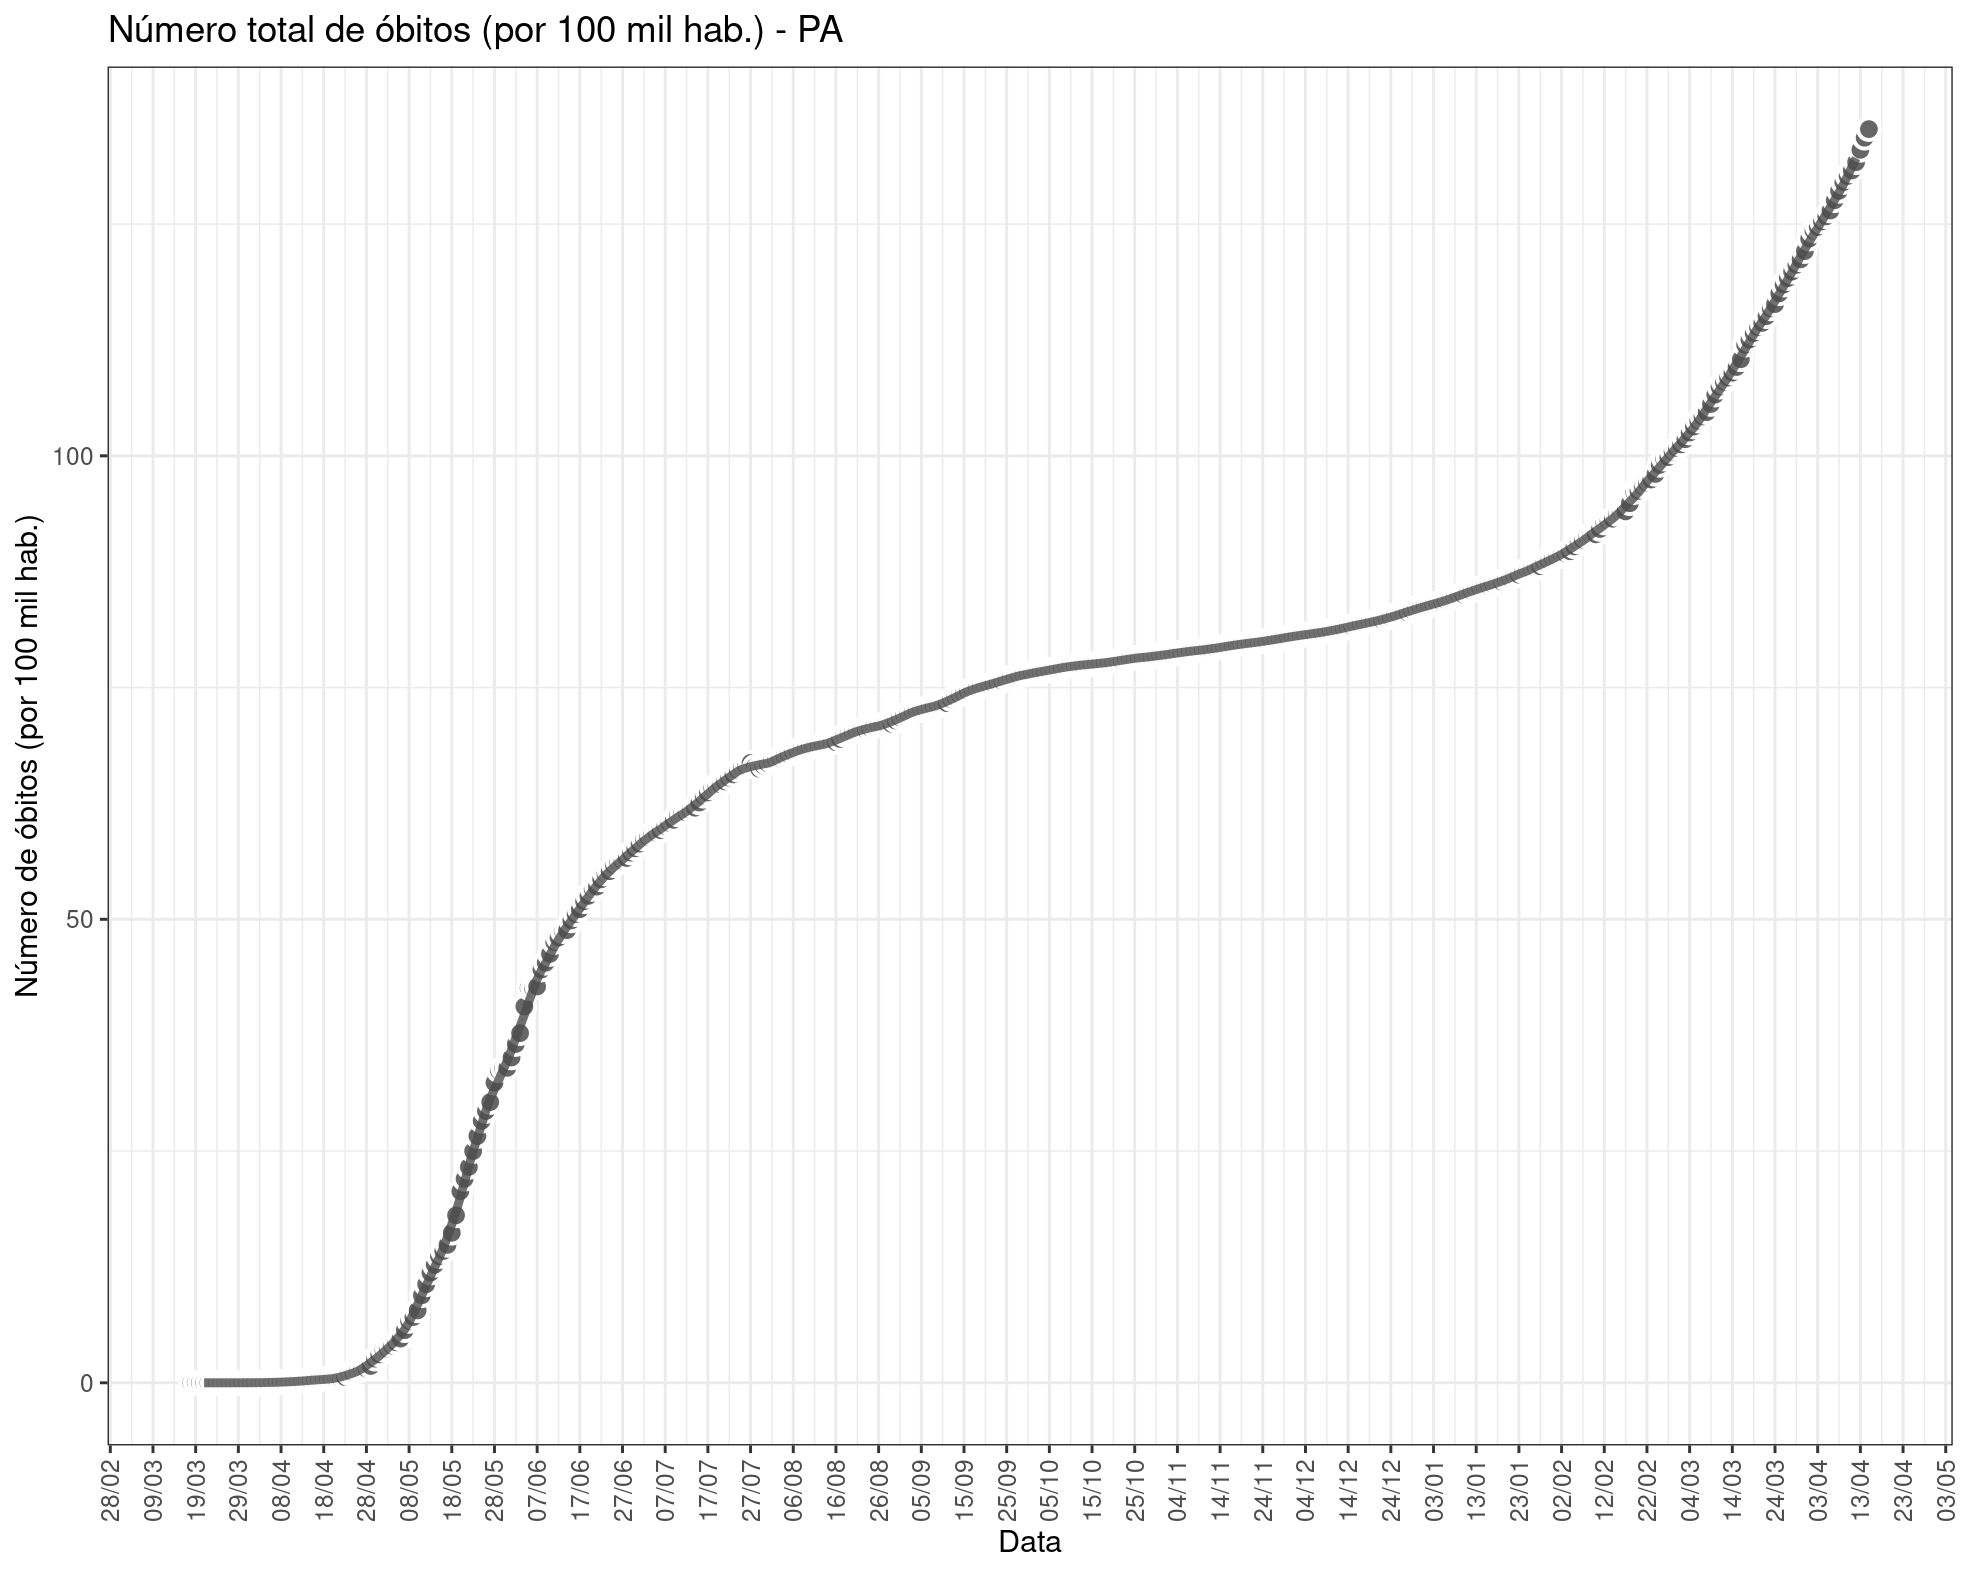 Número total de óbitos (por 100 mil hab.) - PA
Número de óbitos (por 100 mil hab.)
100
50
0
28/02 09/03 19/03 29/03 08/04 18/04 28/04 08/05 18/05 28/05 07/06 17/06 27/06 07/07 17/07 27/07 06/08 16/08 26/08 05/09 15/09 25/09 05/10 15/10 25/10 04/11 14/11 24/11 04/12 14/12 24/12 03/01 13/01 23/01 02/02 12/02 22/02 04/03 14/03 24/03 03/04 13/04 23/04 03/05
Data